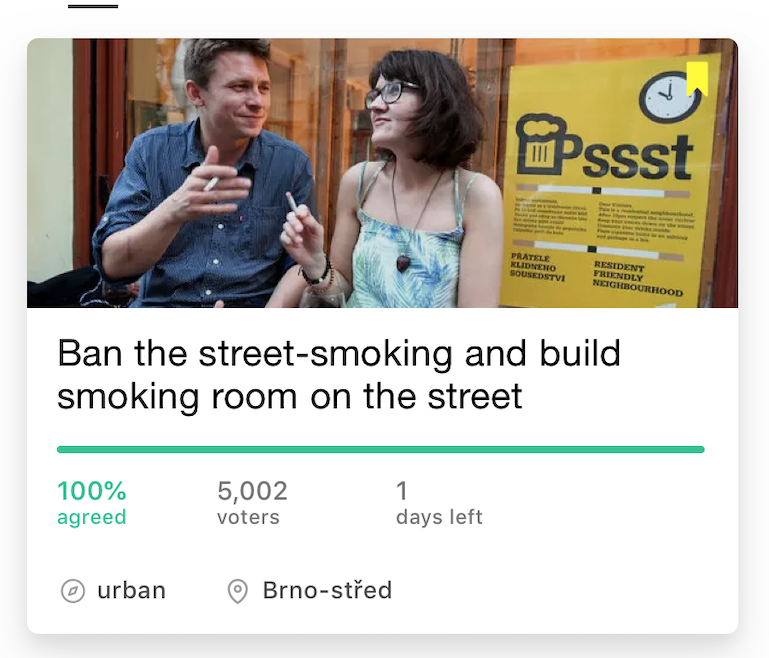 Pssst
PŘÁTELÉ
KLIDNÉHO
SOUSEDSTVÍ
RESIDENT
FRIENDLY
NEIGHBOURHOOD
Ban the street-smoking and build
smoking room on the street
100%
agreed
5,002
voters
1
days left
urban
Brno-střed